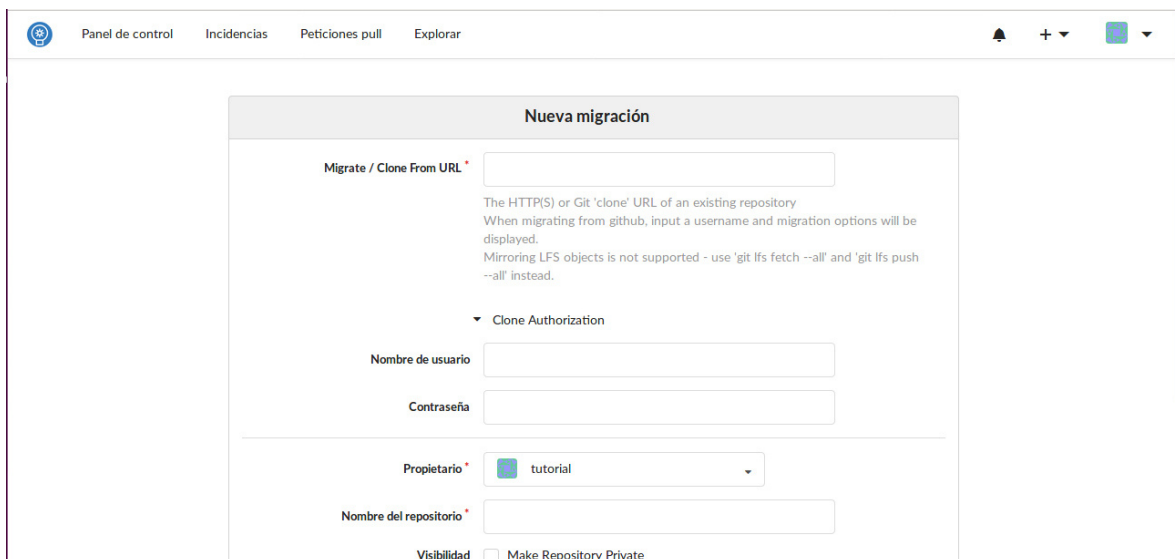 Panel de control Incidencias Peticiones pull Explorar
Nueva migración
Migrate / Clone From URL *
The HTTP(S) or Git 'clone' URL of an existing repository
When migrating from github, input a username and migration options will be
displayed.
Mirroring LFS objects is not supported - use 'git lfs fetch --all' and 'git lfs push
--all' instead.
Clone Authorization
Nombre de usuario
Contraseña
Propietario * tutorial
Nombre del repositorio *
Visibilidad Make Repository Private